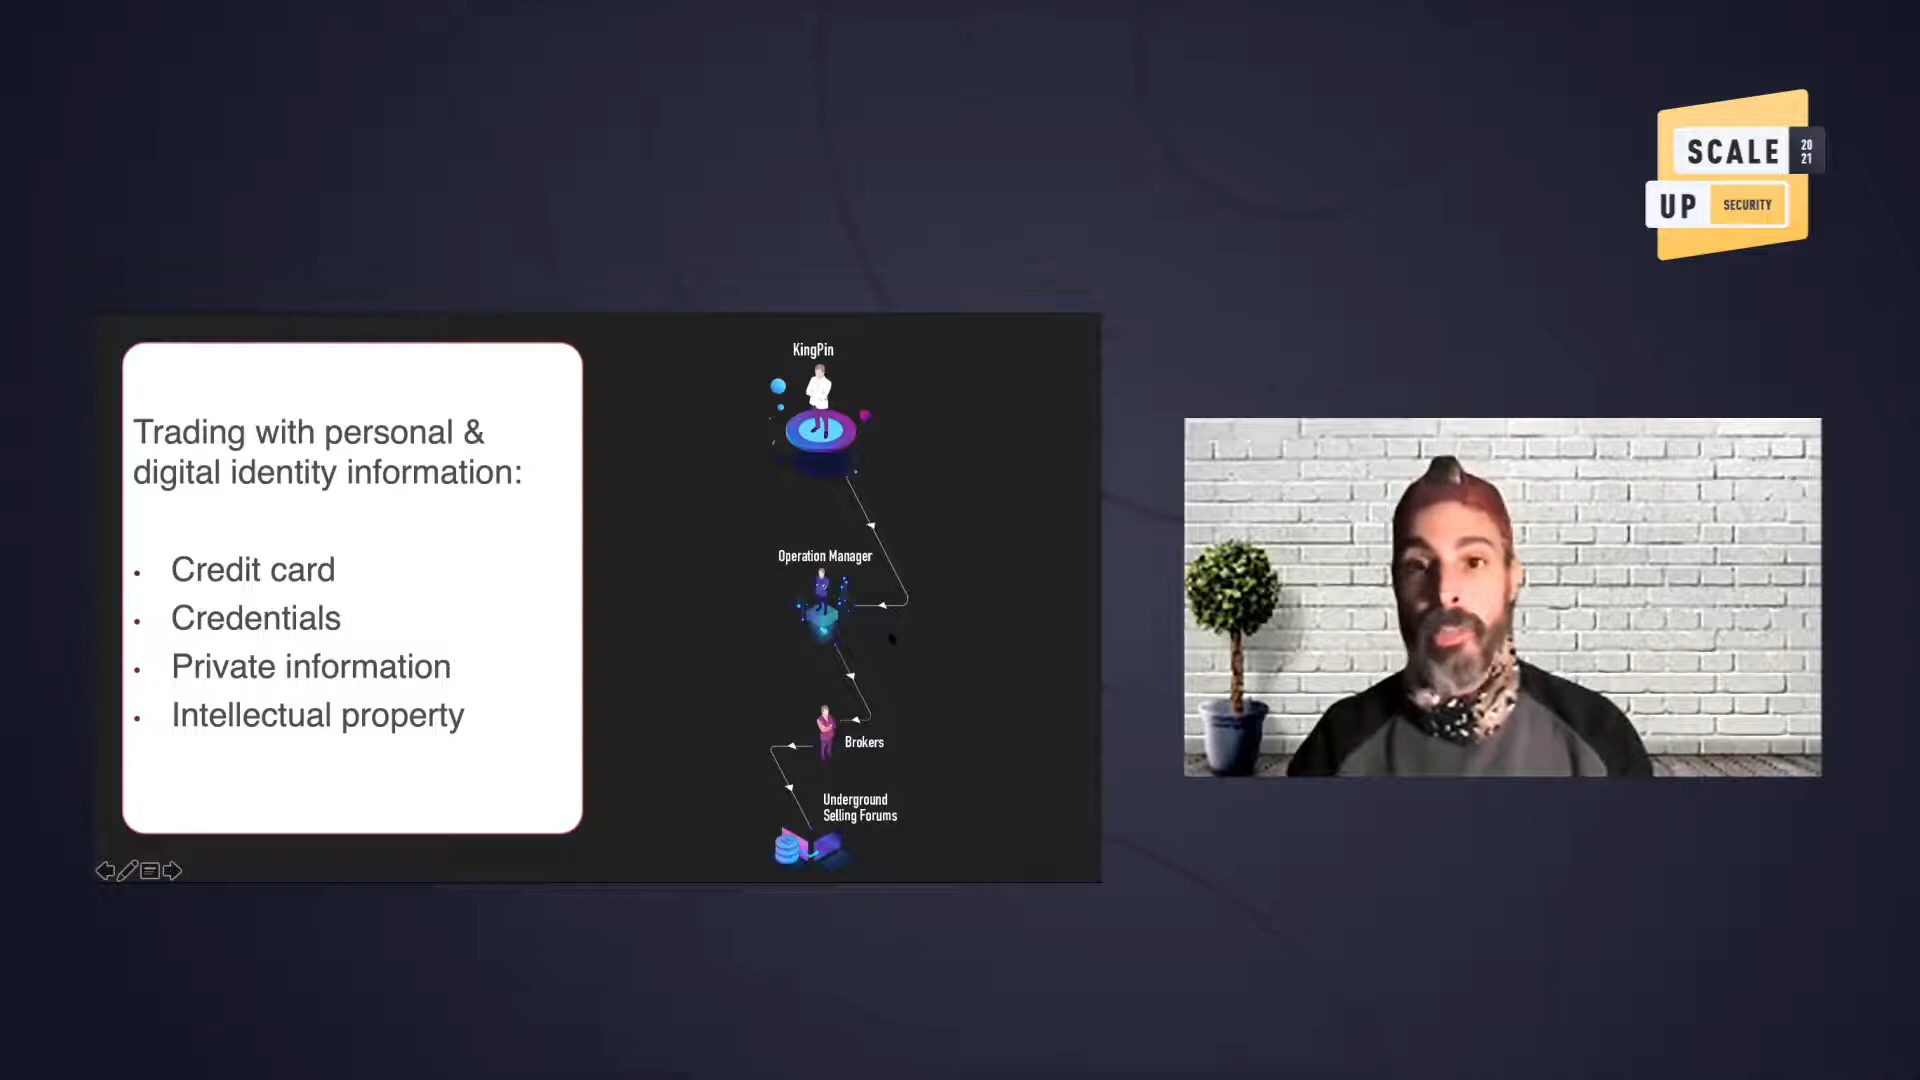 SCALE
20
21
UP
SECURITY
Trading with personal &
digital identity information:
• Credit card
• Credentials
• Private information
• Intellectual property
KingPin
Operation Manager
Brokers
Underground
Selling Forums